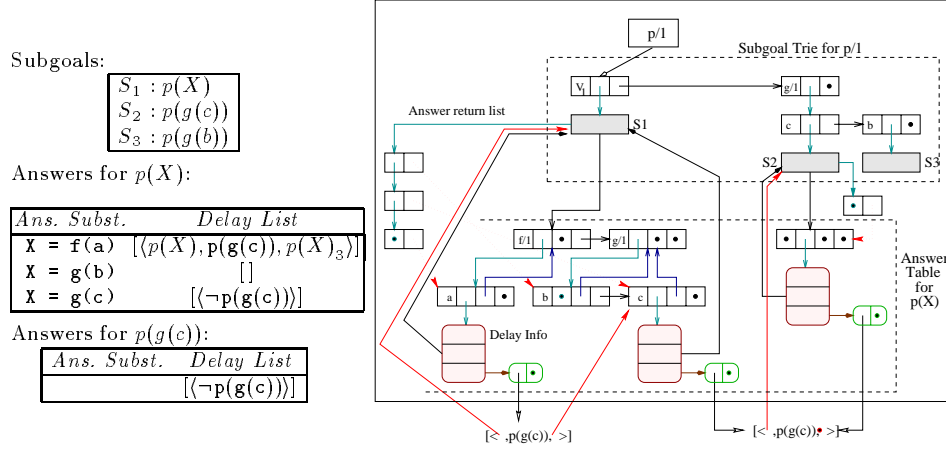 Subgoals:
S₁ : p(X)
S₂ : p(g(c))
S₃ : p(g(b))
Answers for p(X):
Ans. Subst. Delay List
X = f(a) [⟨p(X), p(g(c)), p(X)₃⟩]
X = g(b) [ ]
X = g(c) [⟨¬p(g(c))⟩]
Answers for p(g(c)):
Ans. Subst. Delay List
[⟨¬p(g(c))⟩]
p/1
Subgoal Trie for p/1
V₁
g/1
Answer return list
S1
c
b
S2
S3
f/1
g/1
Answer
Table
for
p(X)
a
b
c
Delay Info
[< ,p(g(c)), >]
[< ,p(g(c)), >]